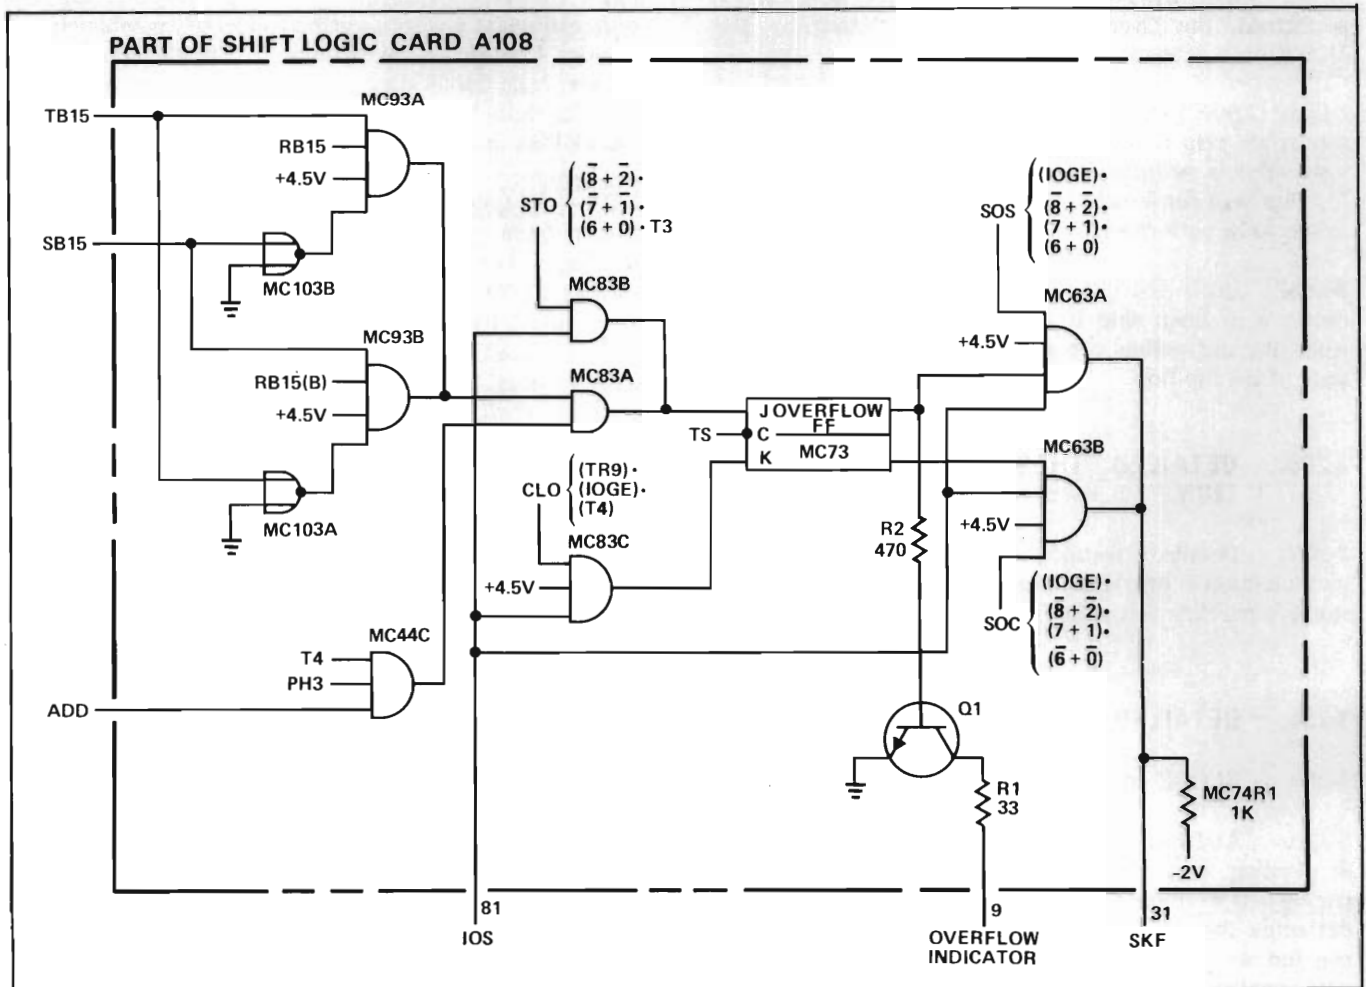 PART OF SHIFT LOGIC CARD A108
TB15
MC93A
RB15
+4.5V
SB15
MC103B
MC93B
RB15(B)
+4.5V
MC103A
STO
(8̅ + 2̅)·
(7̅ + 1̅)·
(6 + 0) · T3
MC83B
MC83A
CLO
(TR9)·
(IOGE)·
(T4)
MC83C
+4.5V
MC44C
T4
PH3
ADD
J OVERFLOW
FF
TS
C
MC73
K
SOS
(IOGE)·
(8̅ + 2̅)·
(7 + 1)·
(6 + 0)
MC63A
+4.5V
MC63B
+4.5V
SOC
(IOGE)·
(8̅ + 2̅)·
(7 + 1)·
(6̅ + 0̅)
R2
470
Q1
R1
33
MC74R1
1K
-2V
81
IOS
9
OVERFLOW
INDICATOR
31
SKF